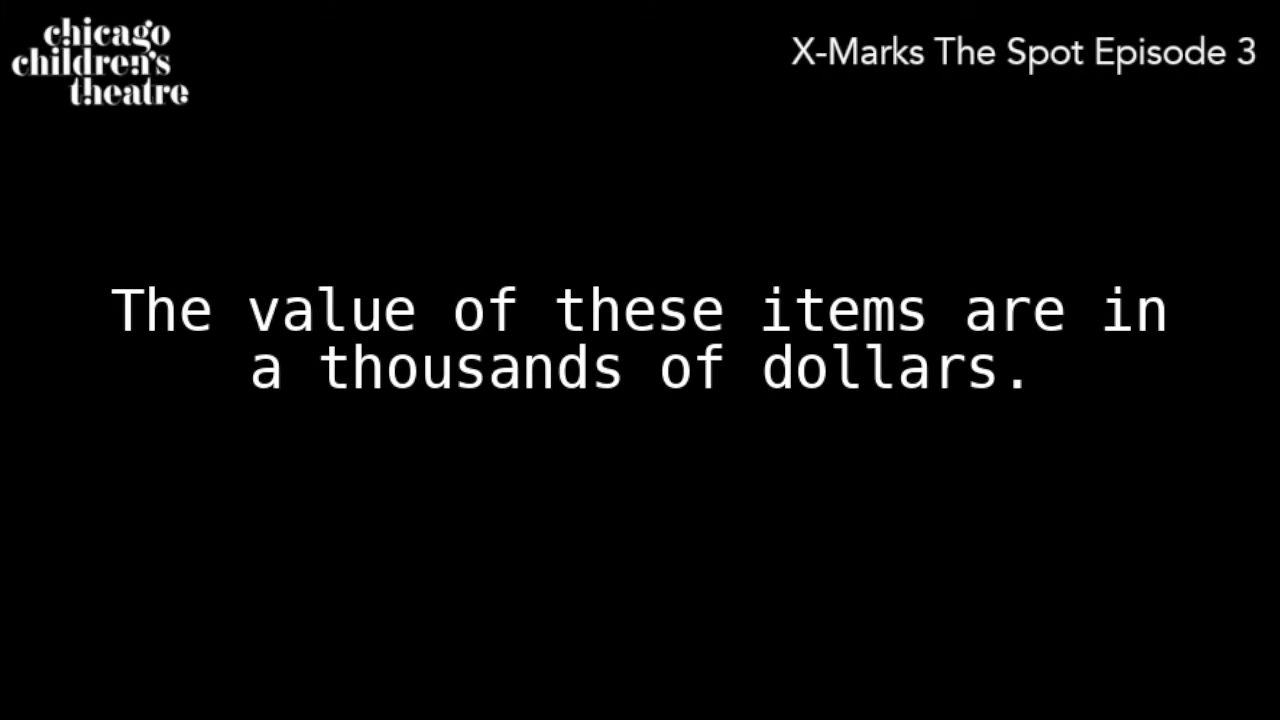 chicago
children's
theatre
X-Marks The Spot Episode 3
The value of these items are in
a thousands of dollars.